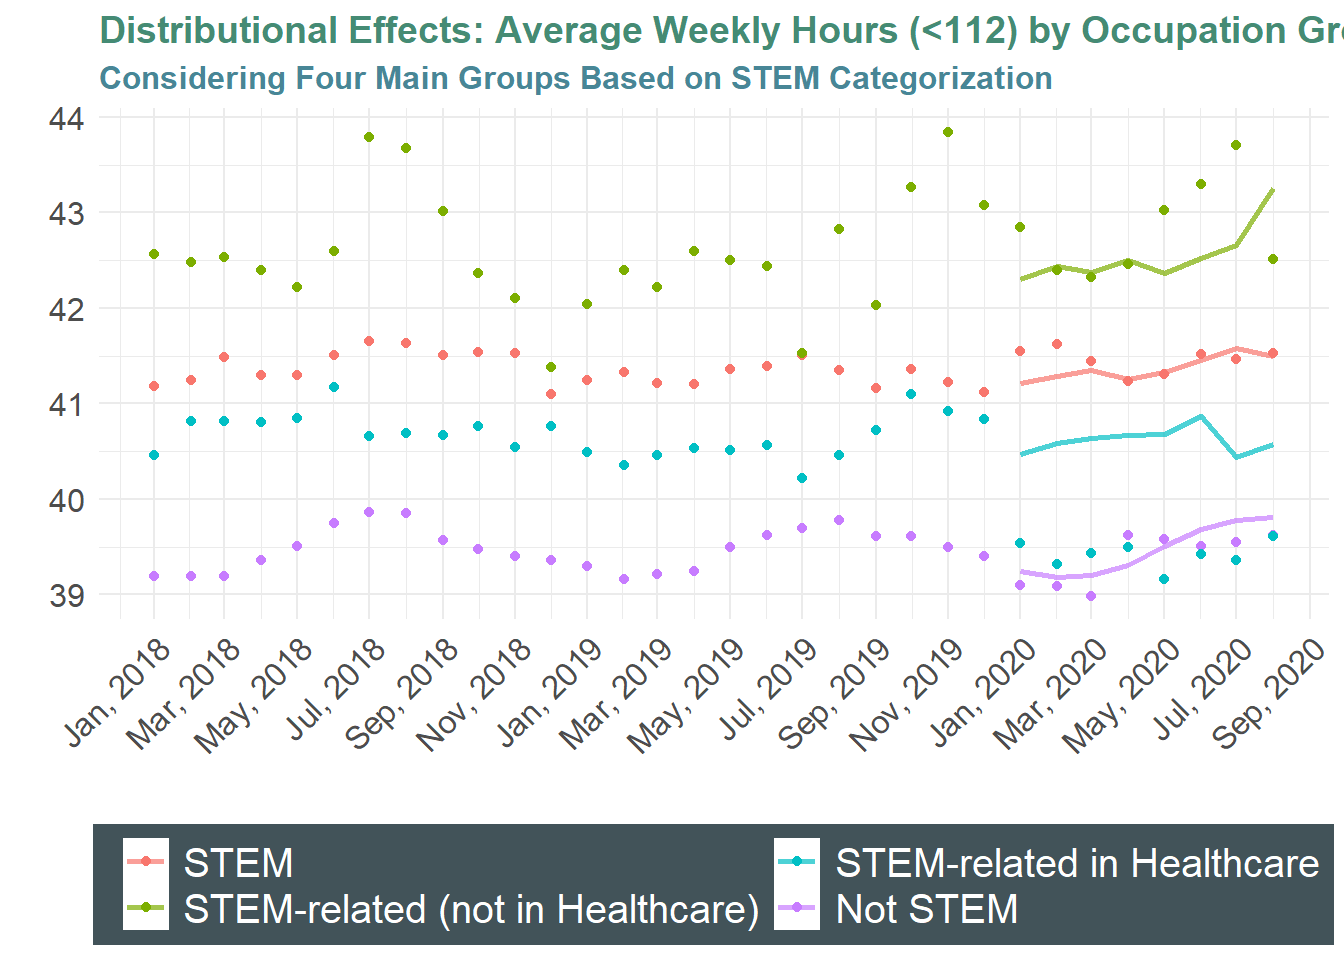 Distributional Effects: Average Weekly Hours (<112) by Occupation
Considering Four Main Groups Based on STEM Categorization
44
43
42
41
40
39
Jan, 2018
Mar, 2018
May, 2018
Jul, 2018
Sep, 2018
Nov, 2018
Jan, 2019
Mar, 2019
May, 2019
Jul, 2019
Sep, 2019
Nov, 2019
Jan, 2020
Mar, 2020
May, 2020
Jul, 2020
Sep, 2020
STEM
STEM-related (not in Healthcare)
STEM-related in Healthcare
Not STEM